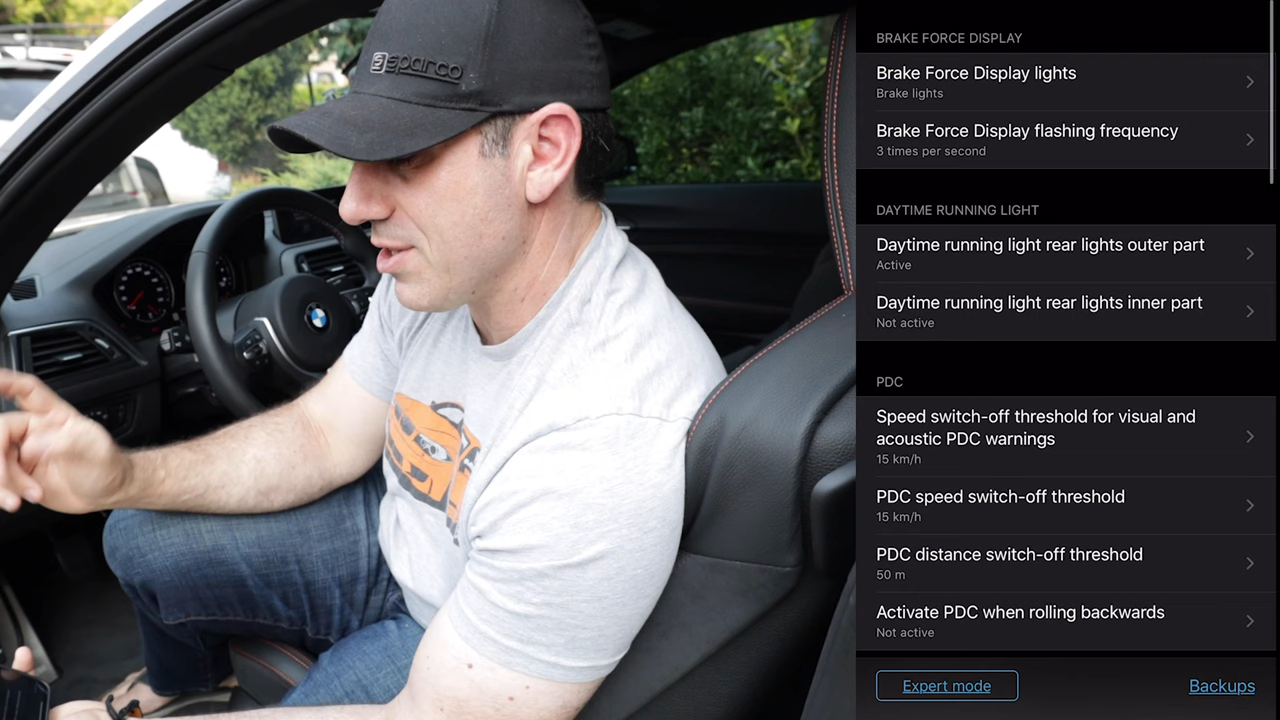 sparco
BRAKE FORCE DISPLAY
Brake Force Display lights
Brake lights
Brake Force Display flashing frequency
3 times per second
DAYTIME RUNNING LIGHT
Daytime running light rear lights outer part
Active
Daytime running light rear lights inner part
Not active
PDC
Speed switch-off threshold for visual and
acoustic PDC warnings
15 km/h
PDC speed switch-off threshold
15 km/h
PDC distance switch-off threshold
50 m
Activate PDC when rolling backwards
Not active
Expert mode
Backups